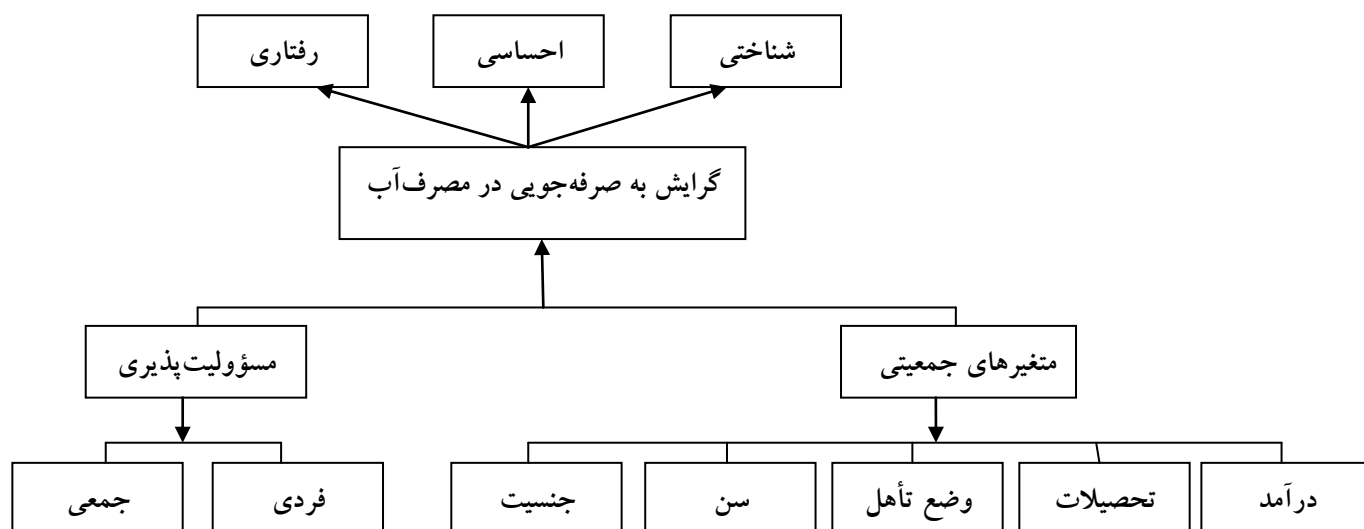 شناختی
احساسی
رفتاری
گرایش به صرفه‌جویی در مصرف‌آب
متغیرهای جمعیتی
مسؤولیت‌پذیری
درآمد
تحصیلات
وضع تأهل
سن
جنسیت
فردی
جمعی